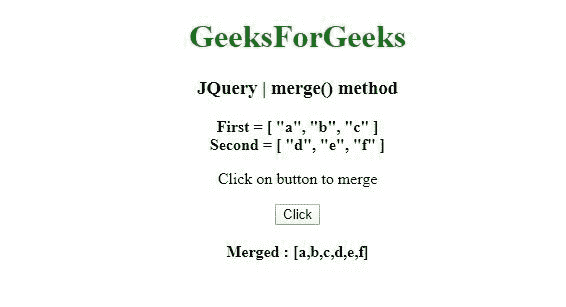 GeeksForGeeks
JQuery | merge() method
First = [ "a", "b", "c" ]
Second = [ "d", "e", "f" ]
Click on button to merge
Click
Merged : [a,b,c,d,e,f]